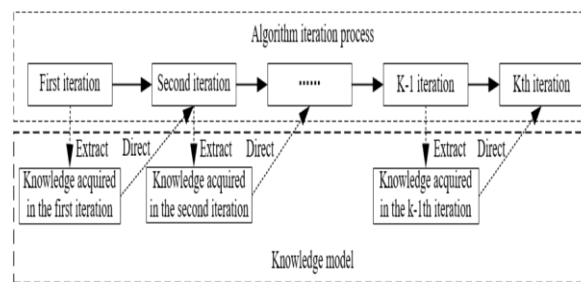 Algorithm iteration process
First iteration
Second iteration
......
K-1 iteration
Kth iteration
Extract
Direct
Extract
Direct
Extract
Direct
Knowledge acquired
in the first iteration
Knowledge acquired
in the second iteration
Knowledge acquired
in the k-1th iteration
Knowledge model